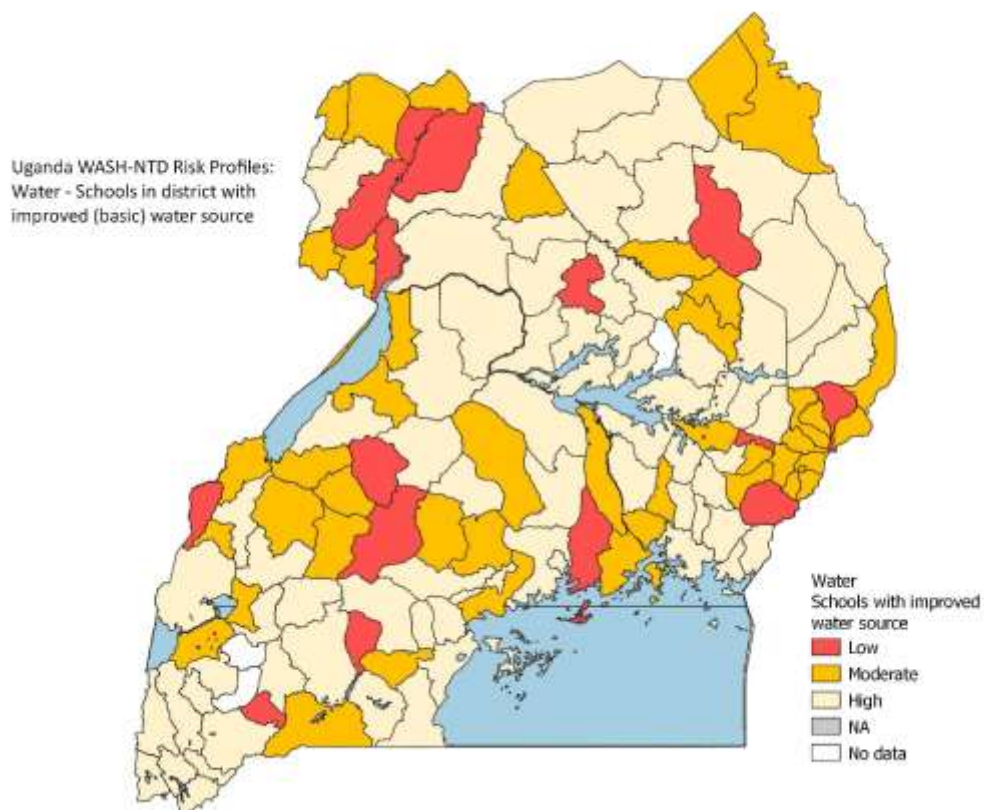 Uganda WASH-NTD Risk Profiles:
Water - Schools in district with
improved (basic) water source
Water
Schools with improved
water source
Low
Moderate
High
NA
No data